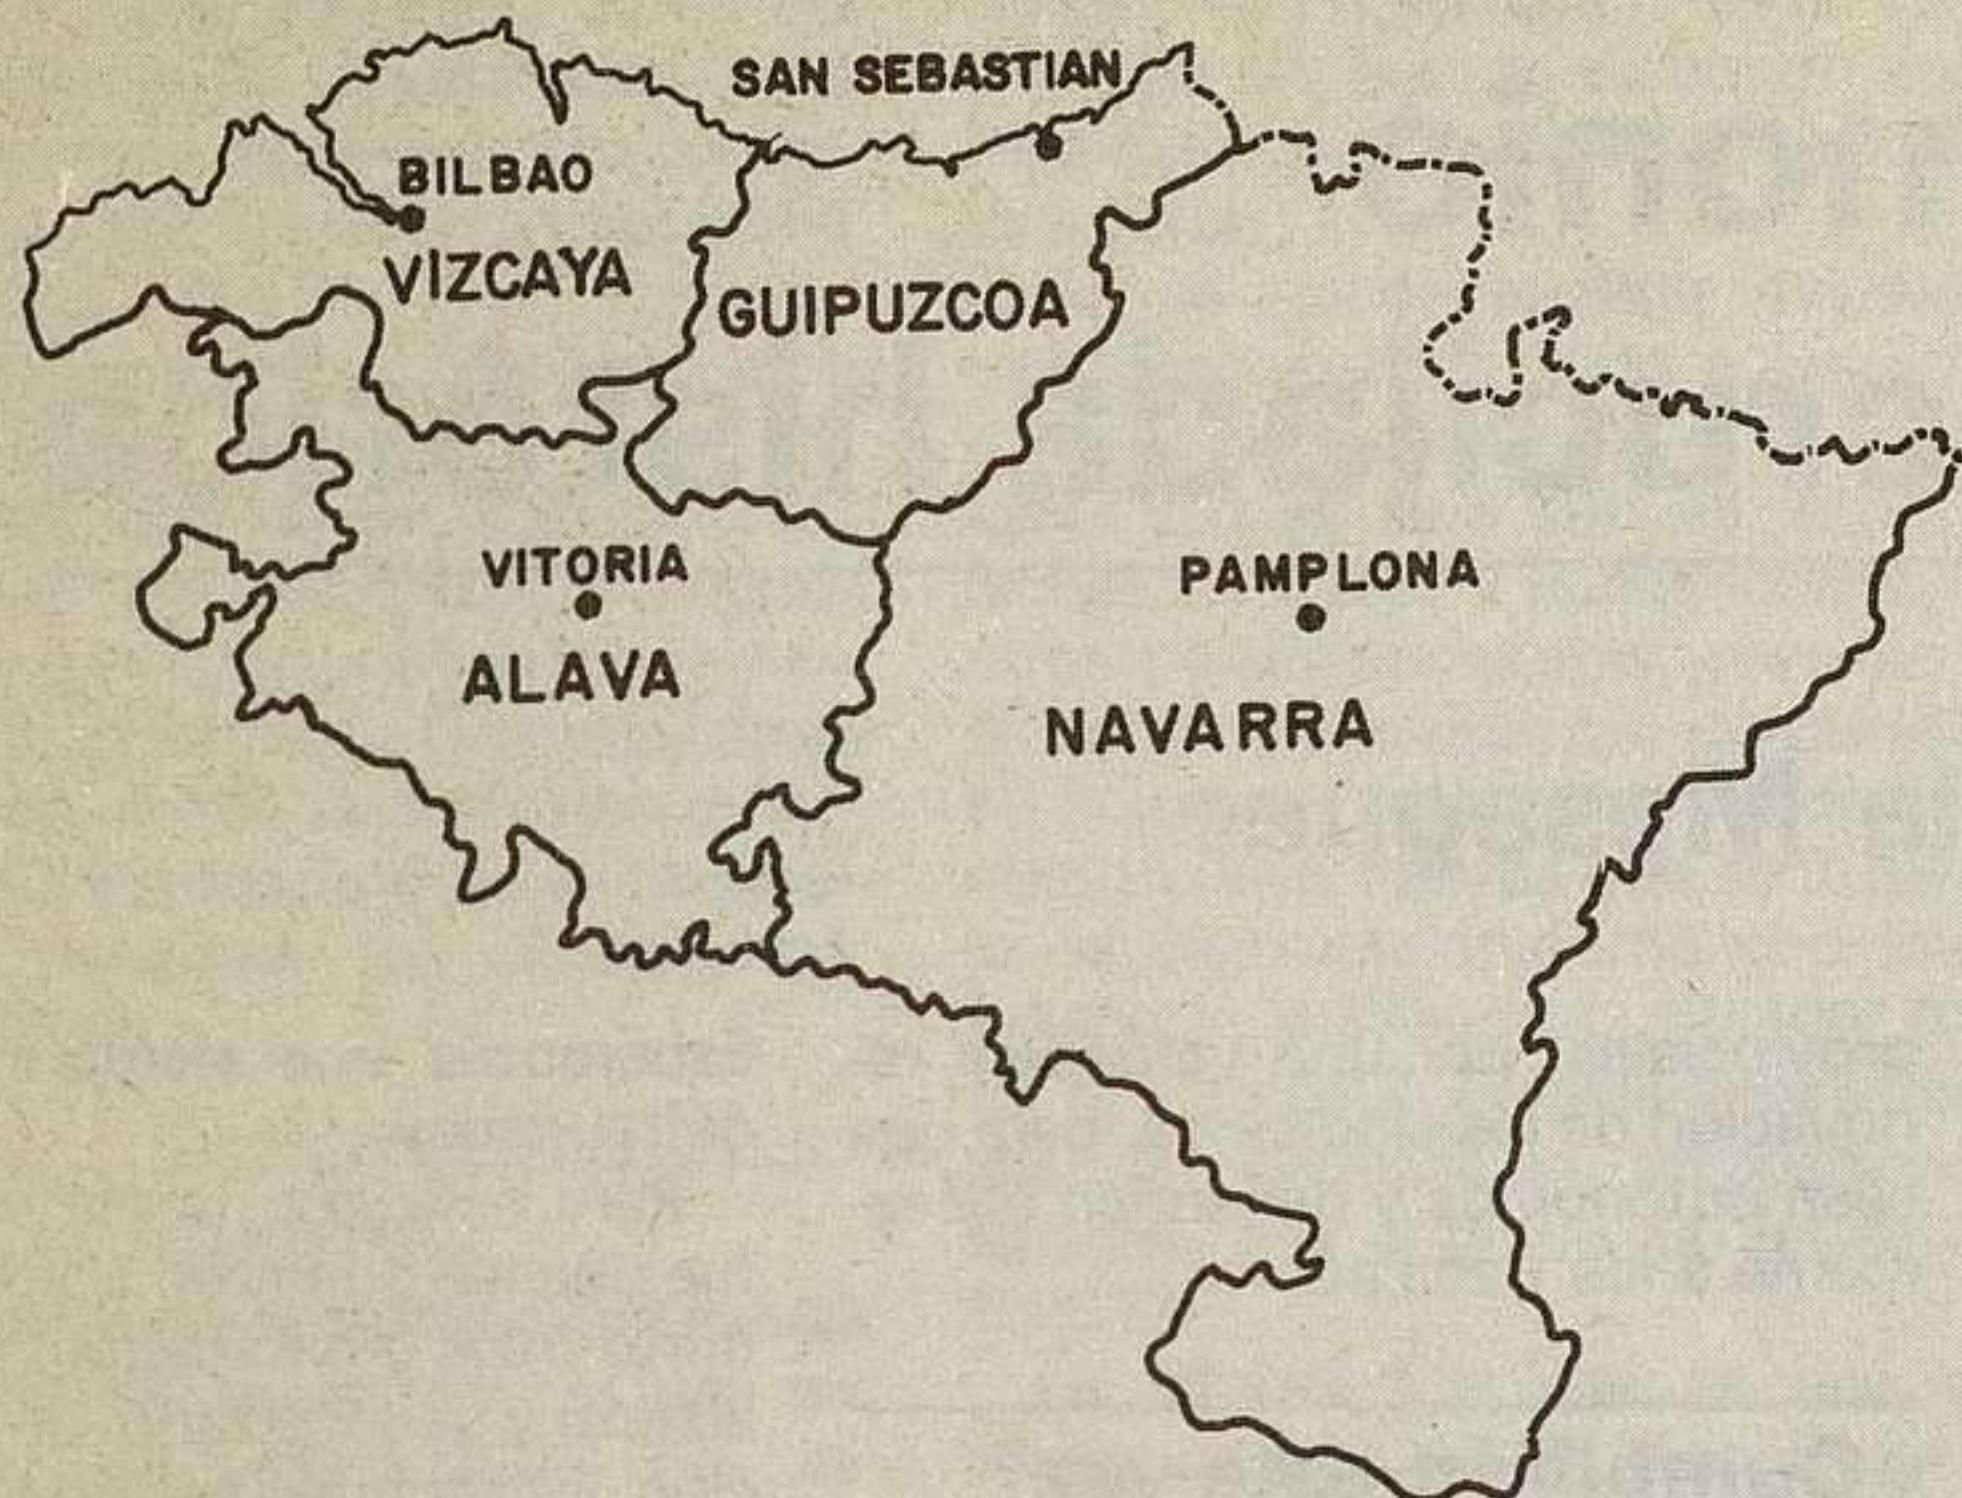 SAN SEBASTIAN
BILBAO
VIZCAYA
GUIPUZCOA
VITORIA
ALAVA
PAMPLONA
NAVARRA